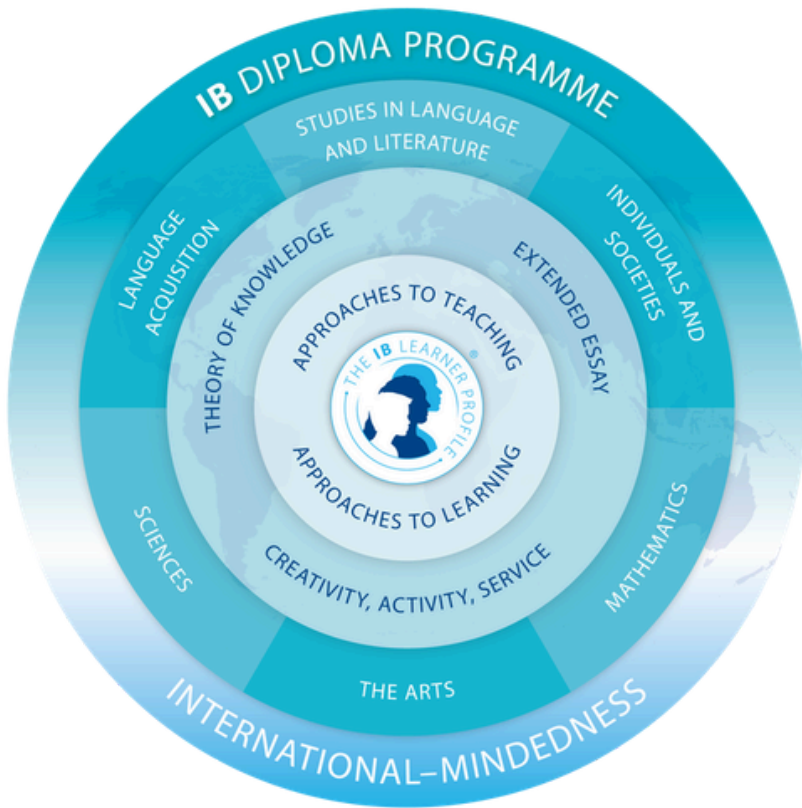 IB DIPLOMA PROGRAMME
STUDIES IN LANGUAGE
AND LITERATURE
LANGUAGE
ACQUISITION
INDIVIDUALS AND
SOCIETIES
THEORY OF KNOWLEDGE
EXTENDED ESSAY
APPROACHES TO TEACHING
THE IB LEARNER PROFILE ®
APPROACHES TO LEARNING
CREATIVITY, ACTIVITY, SERVICE
SCIENCES
MATHEMATICS
THE ARTS
INTERNATIONAL–MINDEDNESS